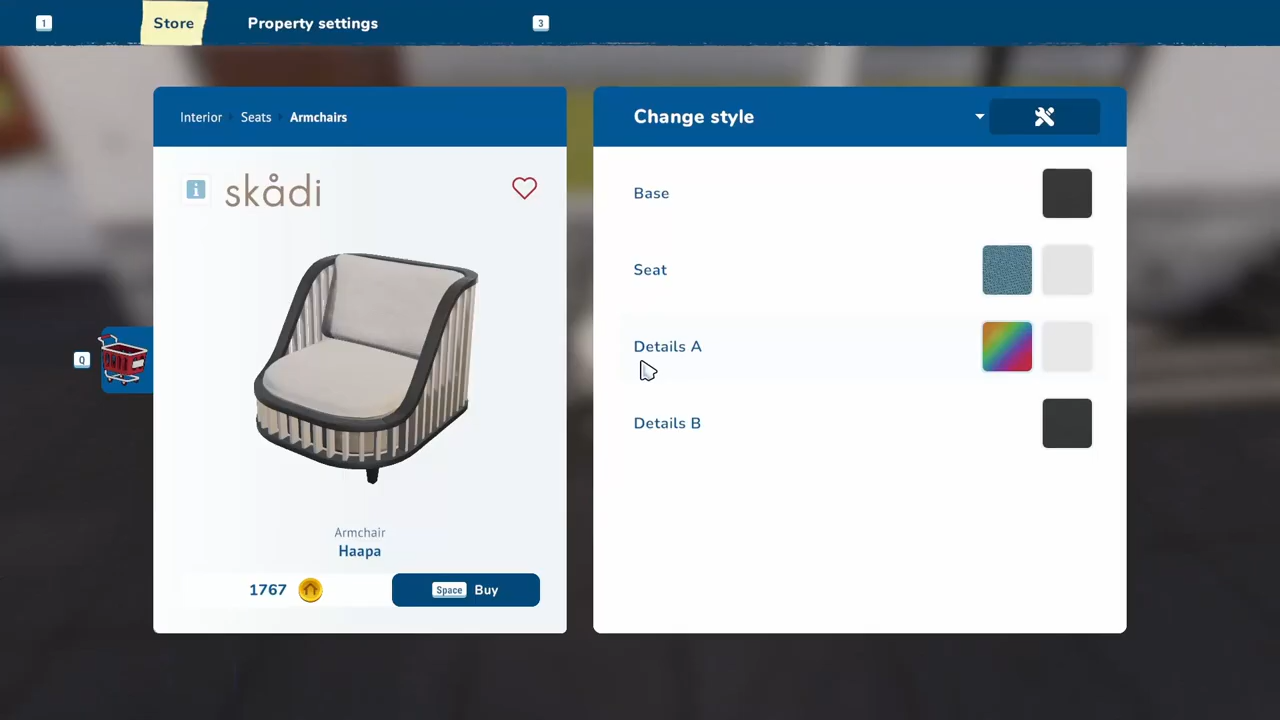 1
Store
Property settings
3
Interior Seats Armchairs
Change style
i
skådi
Base
Seat
Details A
Q
Details B
Armchair
Haapa
1767
Space Buy